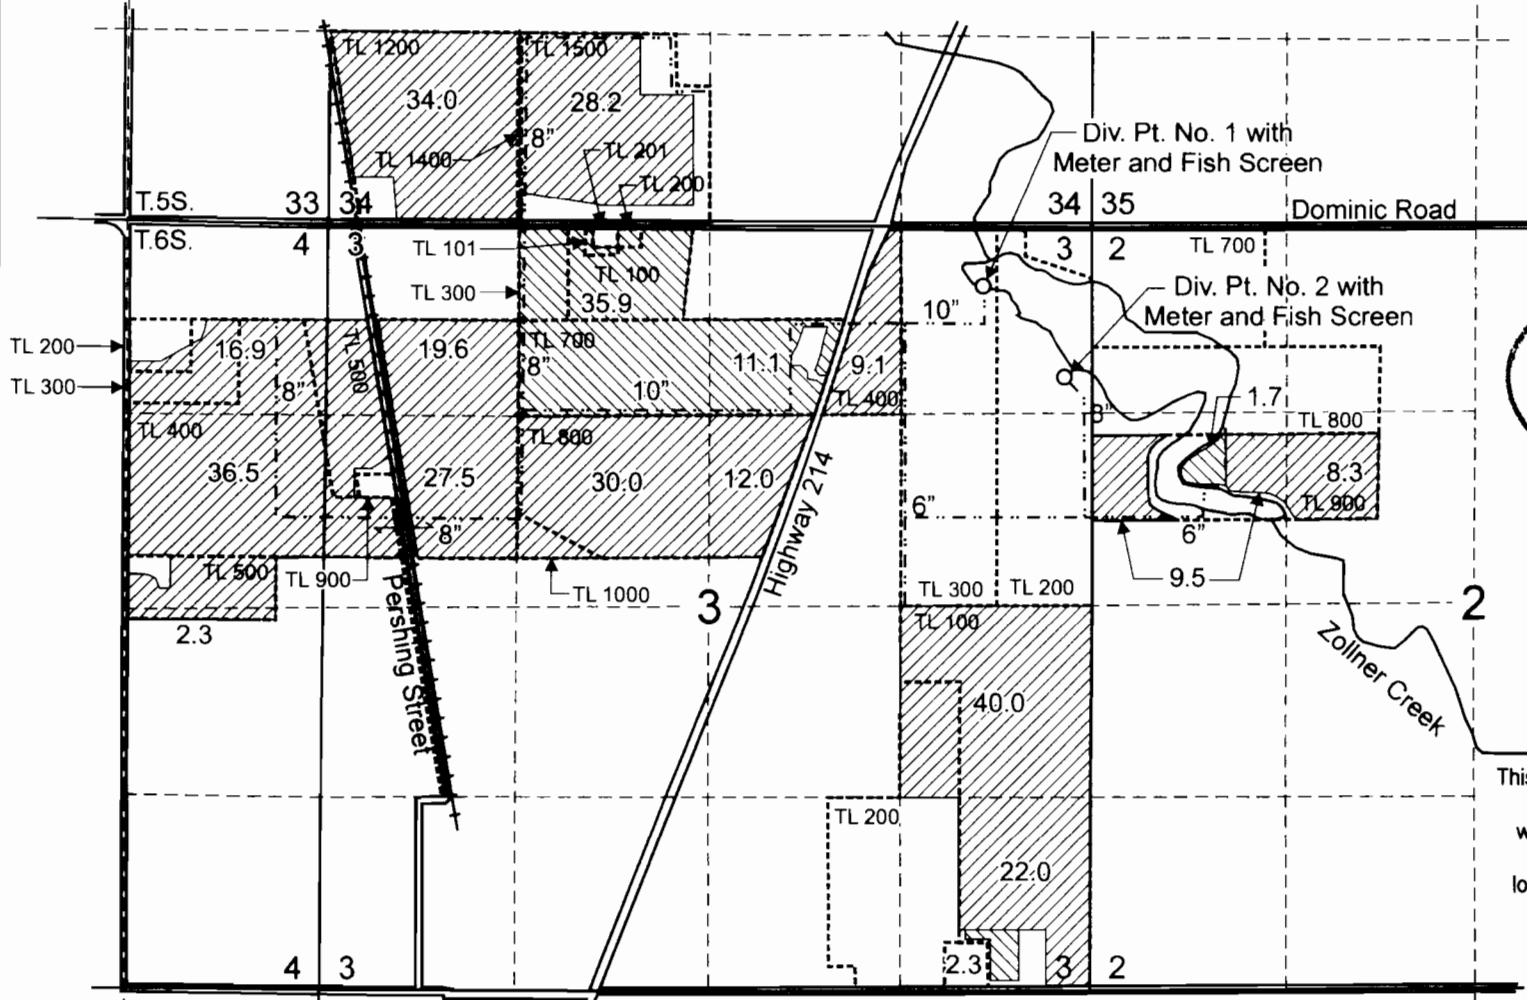 TL 1200
TL 1500
34.0
28.2
8"
TL 1400
TL 201
TL 200
Div. Pt. No. 1 with
Meter and Fish Screen
T.5S.
33 34
34 35
Dominic Road
T.6S.
4 3
TL 101
TL 100
3 2
TL 700
TL 300
35.9
10"
Div. Pt. No. 2 with
Meter and Fish Screen
TL 200
16.9
TL 500
19.6
TL 700
8"
11.1
9.1
TL 300
8"
10"
TL 400
8"
1.7
TL 800
TL 400
TL 800
36.5
27.5
30.0
12.0
Highway 214
8.3
TL 900
6"
8"
6"
TL 500
TL 900
TL 1000
9.5
TL 300
TL 200
2.3
Pershing Street
3
TL 100
2
Zollner Creek
40.0
This
TL 200
w
22.0
lo
4 3
2.3
3 2